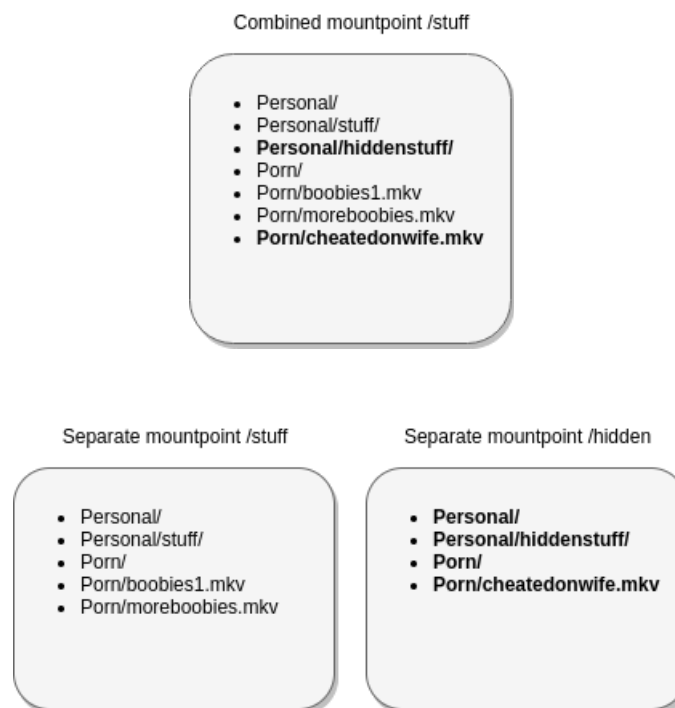 Combined mountpoint /stuff
• Personal/
• Personal/stuff/
• Personal/hiddenstuff/
• Porn/
• Porn/boobies1.mkv
• Porn/moreboobies.mkv
• Porn/cheatedonwife.mkv
Separate mountpoint /stuff
• Personal/
• Personal/stuff/
• Porn/
• Porn/boobies1.mkv
• Porn/moreboobies.mkv
Separate mountpoint /hidden
• Personal/
• Personal/hiddenstuff/
• Porn/
• Porn/cheatedonwife.mkv